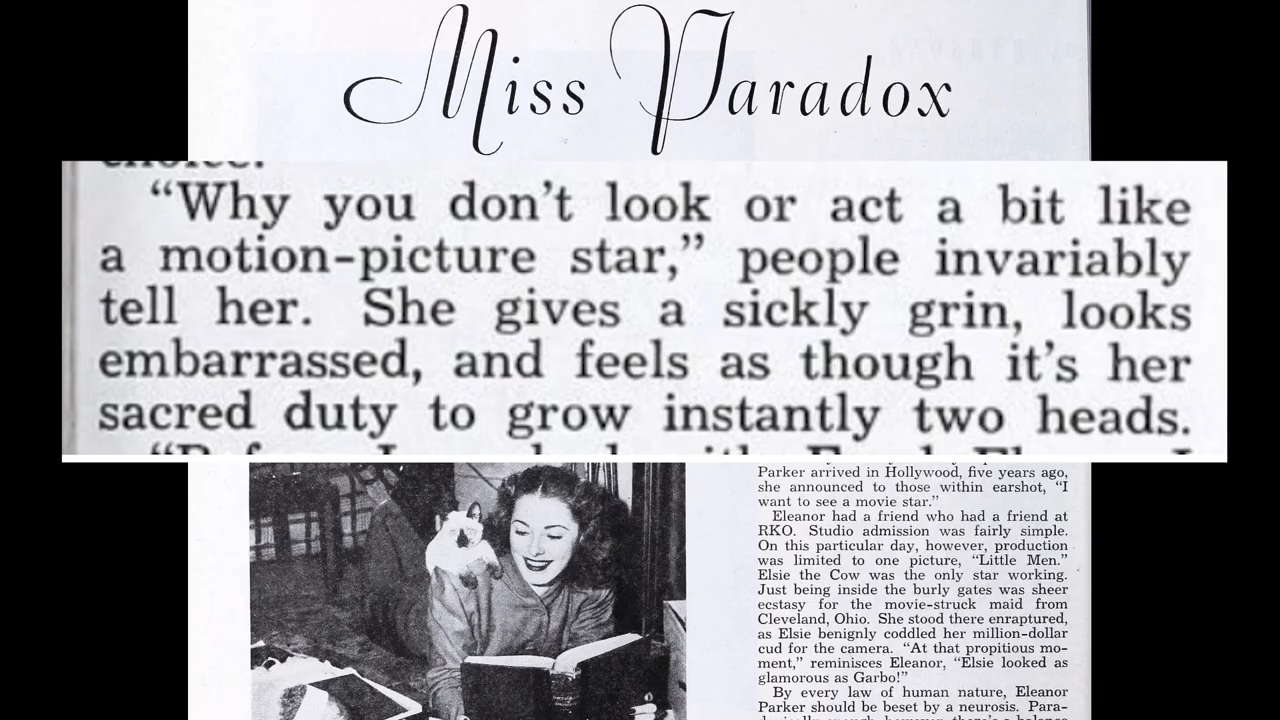 Miss Paradox
choice.
“Why you don’t look or act a bit like
a motion-picture star,” people invariably
tell her. She gives a sickly grin, looks
embarrassed, and feels as though it’s her
sacred duty to grow instantly two heads.
Parker arrived in Hollywood, five years ago,
she announced to those within earshot, “I
want to see a movie star.”
Eleanor had a friend who had a friend at
RKO. Studio admission was fairly simple.
On this particular day, however, production
was limited to one picture, “Little Men.”
Elsie the Cow was the only star working.
Just being inside the burly gates was sheer
ecstasy for the movie-struck maid from
Cleveland, Ohio. She stood there enraptured,
as Elsie benignly coddled her million-dollar
cud for the camera. “At that propitious mo-
ment,” reminisces Eleanor, “Elsie looked as
glamorous as Garbo!”
By every law of human nature, Eleanor
Parker should be beset by a neurosis. Para-